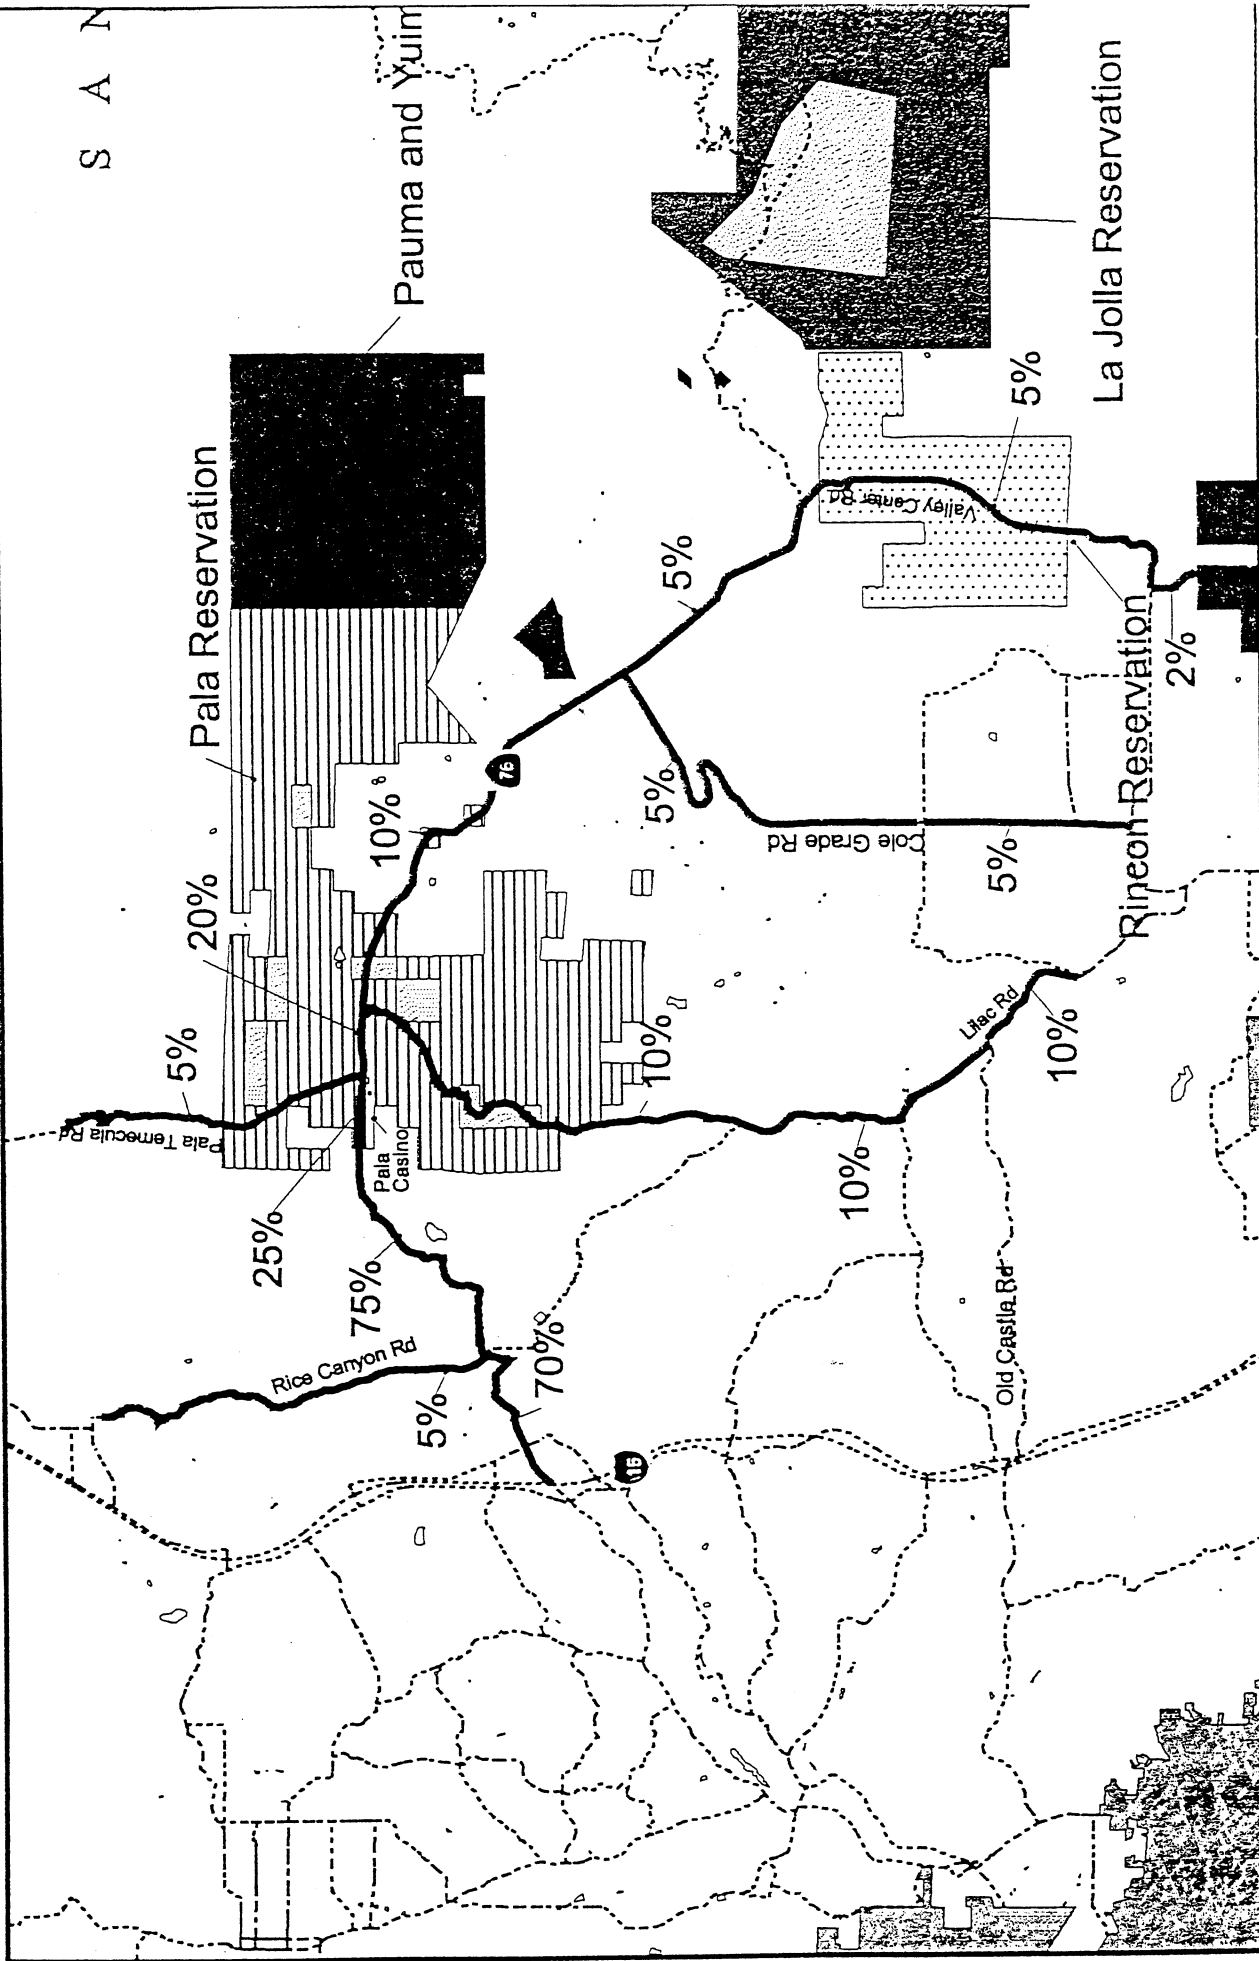 S A N
Pauma and Yuim
Pala Reservation
20%
5%
Pala Temecula Rd
25%
75%
Rice Canyon Rd
5%
70%
Pala
Casino
10%
76
5%
5%
Cole Grade Rd
5%
10%
10%
Lilac Rd
10%
Old Castle Rd
15
Valley Center Rd
5%
2%
Rincon Reservation
La Jolla Reservation